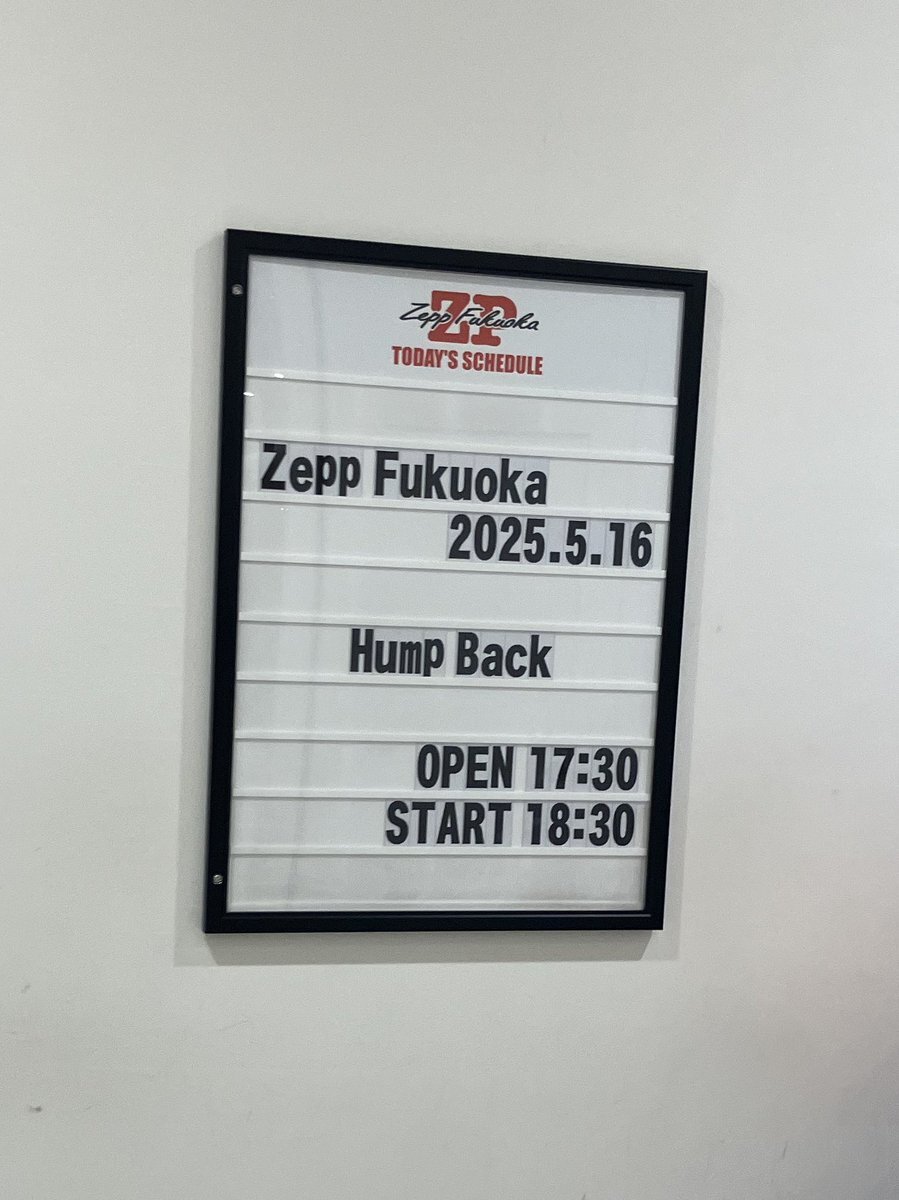 ZP
Zepp Fukuoka
TODAY'S SCHEDULE
Zepp Fukuoka
2025.5.16
Hump Back
OPEN 17:30
START 18:30